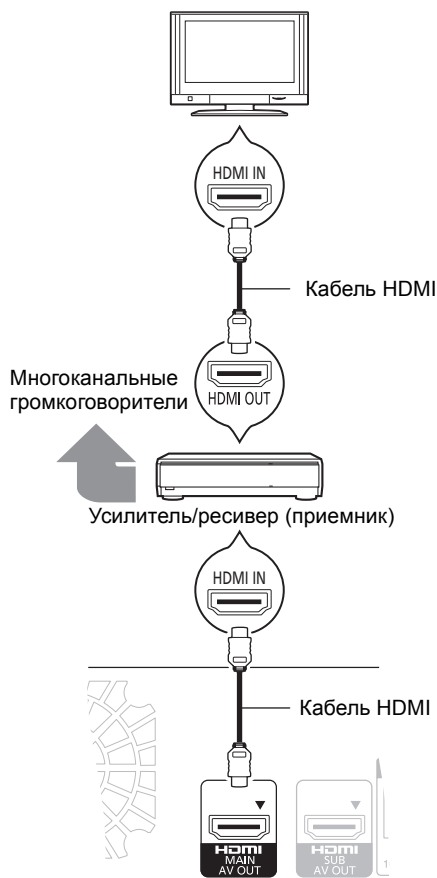 HDMI IN
Кабель HDMI
Многоканальные
громкоговорители
HDMI OUT
Усилитель/ресивер (приемник)
HDMI IN
Кабель HDMI
HDMI
MAIN
AV OUT
HDMI
SUB
AV OUT
1